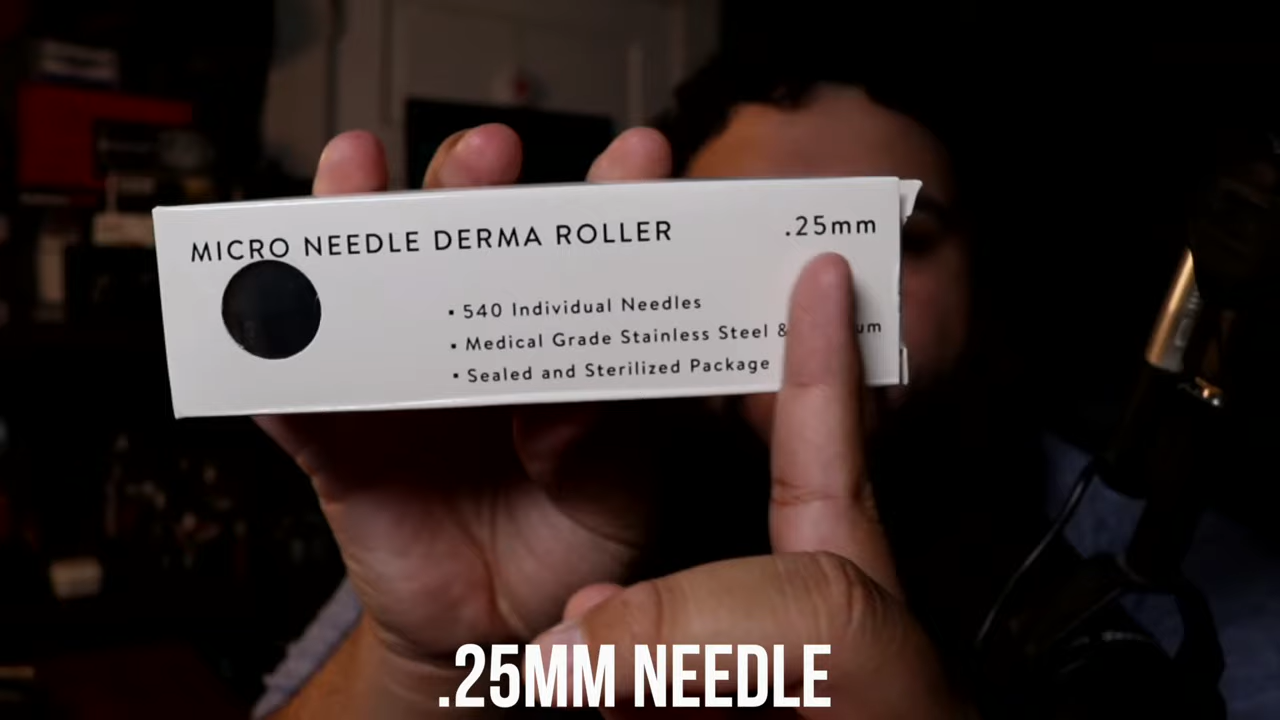 MICRO NEEDLE DERMA ROLLER .25mm
▪ 540 Individual Needles
▪ Medical Grade Stainless Steel &
▪ Sealed and Sterilized Package
.25MM NEEDLE